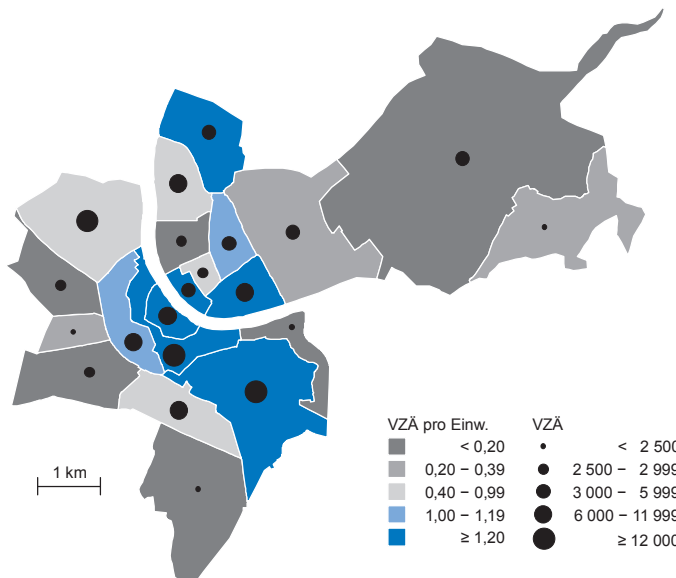 VZÄ pro Einw. VZÄ
< 0,20 < 2 500
0,20 – 0,39 2 500 – 2 999
0,40 – 0,99 3 000 – 5 999
1,00 – 1,19 6 000 – 11 999
≥ 1,20 ≥ 12 000
1 km